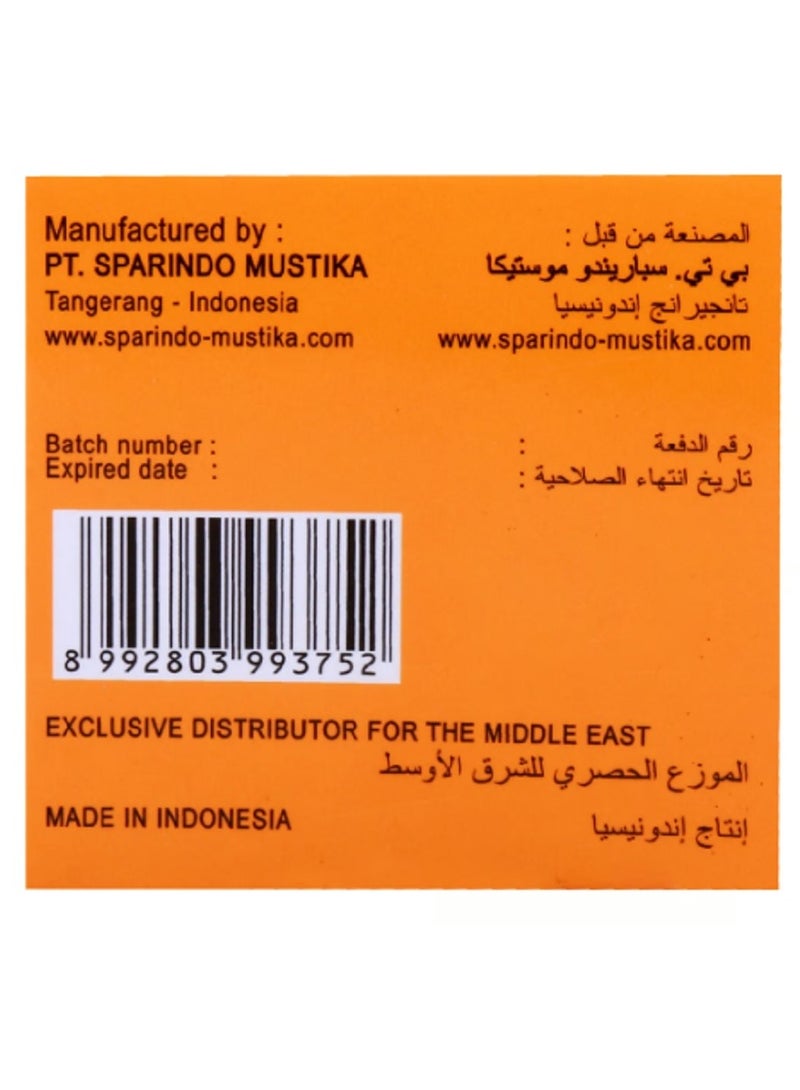 Manufactured by :
PT. SPARINDO MUSTIKA
Tangerang - Indonesia
www.sparindo-mustika.com
المصنعة من قبل :
بي تي. سباريندو موستيكا
تانجيرانج إندونيسيا
www.sparindo-mustika.com
Batch number :
Expired date :
رقم الدفعة :
تاريخ انتهاء الصلاحية :
8 992803 993752
EXCLUSIVE DISTRIBUTOR FOR THE MIDDLE EAST
الموزع الحصري للشرق الأوسط
MADE IN INDONESIA
إنتاج إندونيسيا